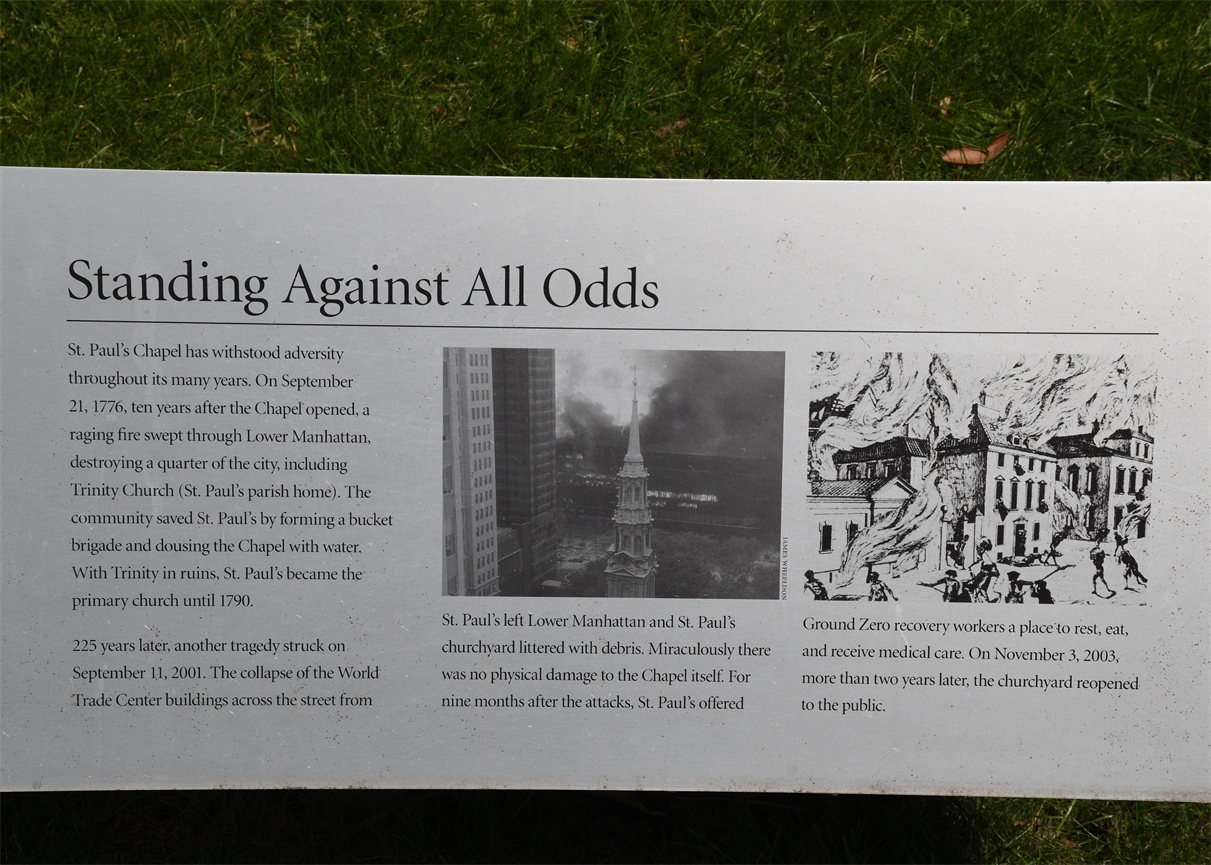 Standing Against All Odds
St. Paul's Chapel has withstood adversity
throughout its many years. On September
21, 1776, ten years after the Chapel opened, a
raging fire swept through Lower Manhattan,
destroying a quarter of the city, including
Trinity Church (St. Paul's parish home). The
community saved St. Paul's by forming a bucket
brigade and dousing the Chapel with water.
With Trinity in ruins, St. Paul's became the
primary church until 1790.
225 years later, another tragedy struck on
September 11, 2001. The collapse of the World
Trade Center buildings across the street from
JAMES WHEELDON
St. Paul's left Lower Manhattan and St. Paul's
churchyard littered with debris. Miraculously there
was no physical damage to the Chapel itself. For
nine months after the attacks, St. Paul's offered
Ground Zero recovery workers a place to rest, eat,
and receive medical care. On November 3, 2003,
more than two years later, the churchyard reopened
to the public.